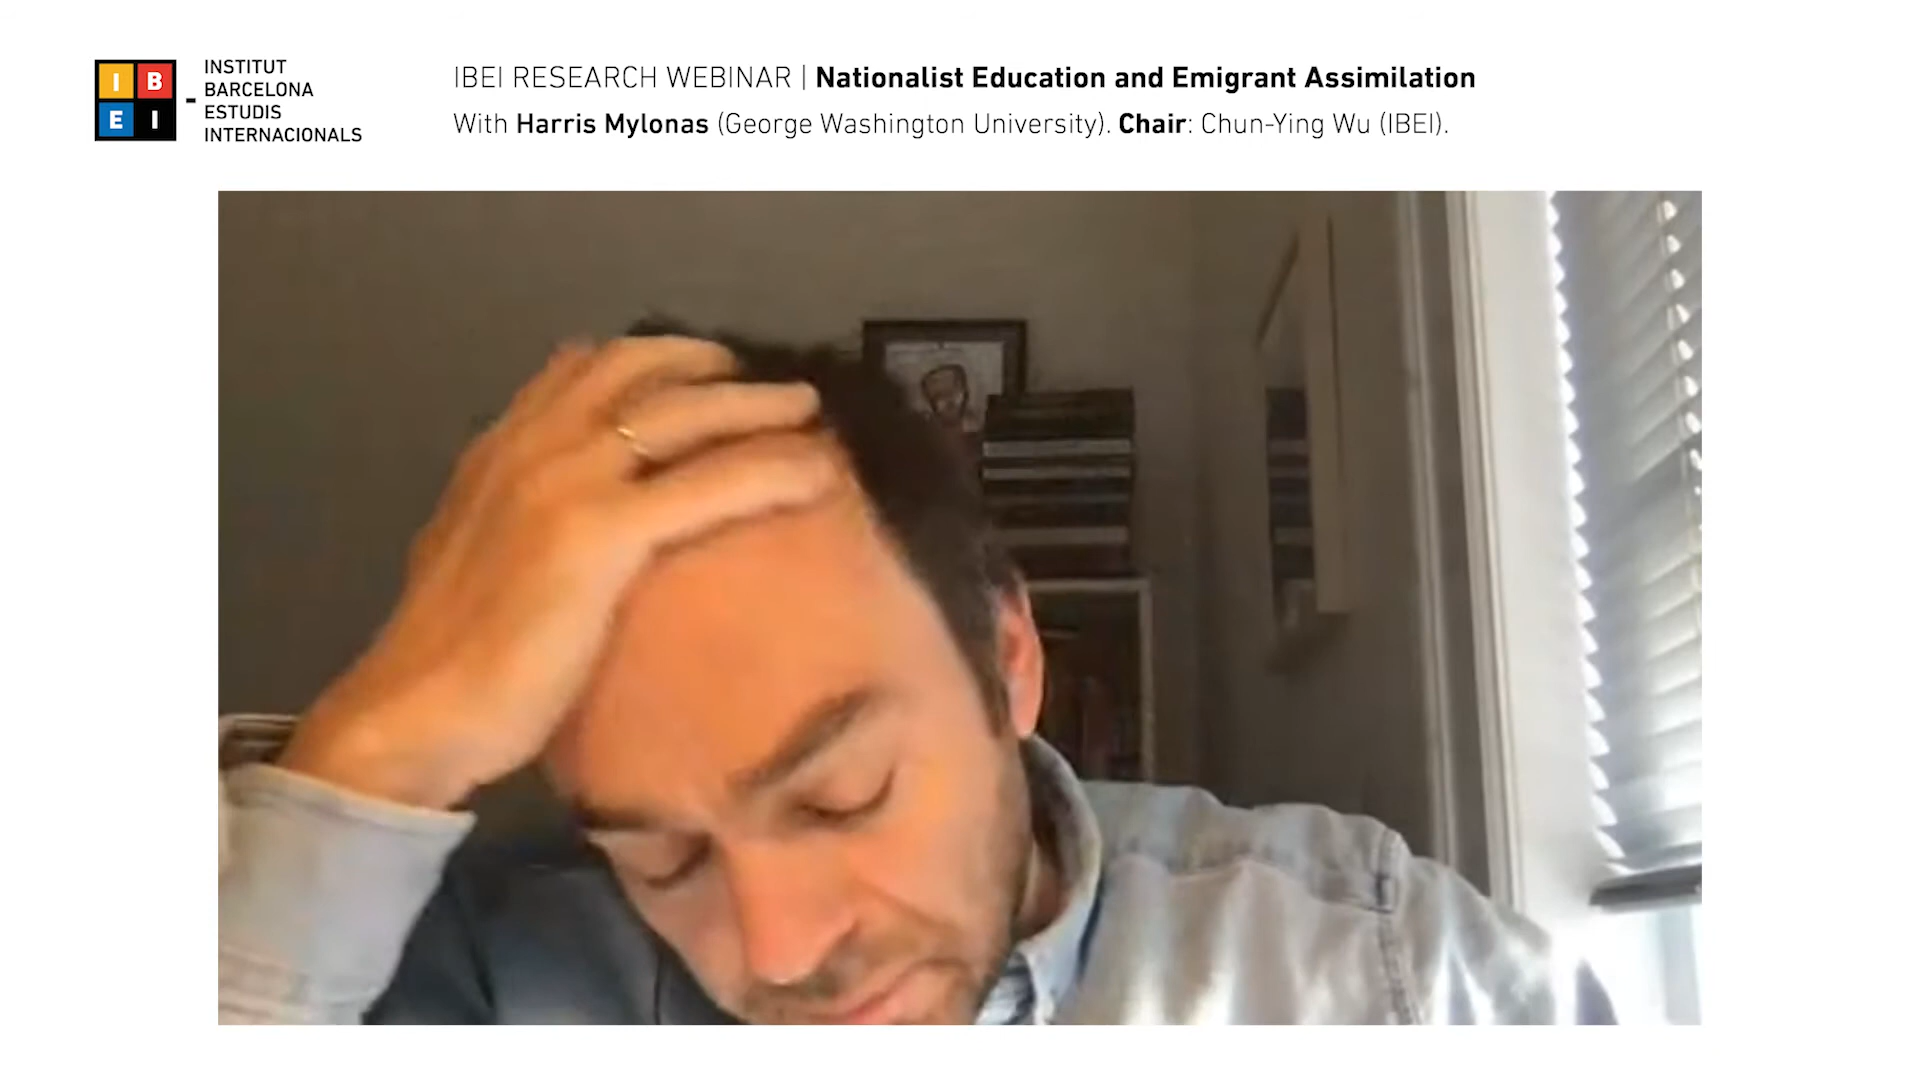 I B
E I
INSTITUT
BARCELONA
ESTUDIS
INTERNACIONALS
IBEI RESEARCH WEBINAR | Nationalist Education and Emigrant Assimilation
With Harris Mylonas (George Washington University). Chair: Chun-Ying Wu (IBEI).